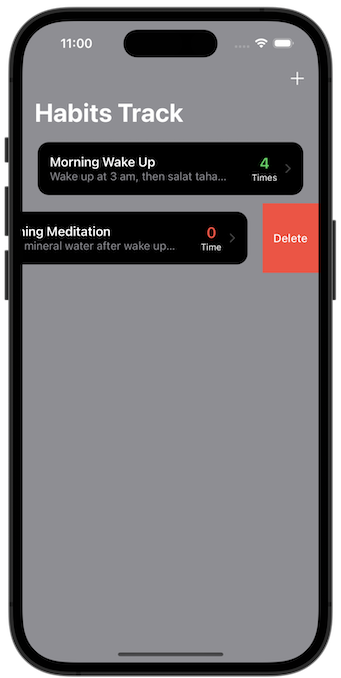 11:00
Habits Track
Morning Wake Up
Wake up at 3 am, then salat taha...
4
Times
ning Meditation
mineral water after wake up...
0
Time
Delete